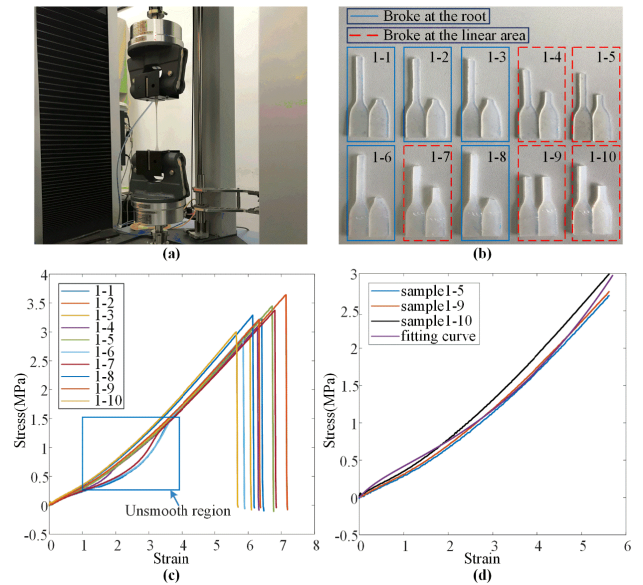 Broke at the root
Broke at the linear area
1-1
1-2
1-3
1-4
1-5
1-6
1-7
1-8
1-9
1-10
(a)
(b)
4
3.5
3
2.5
2
1.5
1
0.5
0
-0.5
Stress(MPa)
1-1
1-2
1-3
1-4
1-5
1-6
1-7
1-8
1-9
1-10
Unsmooth region
0 1 2 3 4 5 6 7 8
Strain
(c)
3
2.5
2
1.5
1
0.5
0
-0.5
Stress(MPa)
sample1-5
sample1-9
sample1-10
fitting curve
0 1 2 3 4 5 6
Strain
(d)